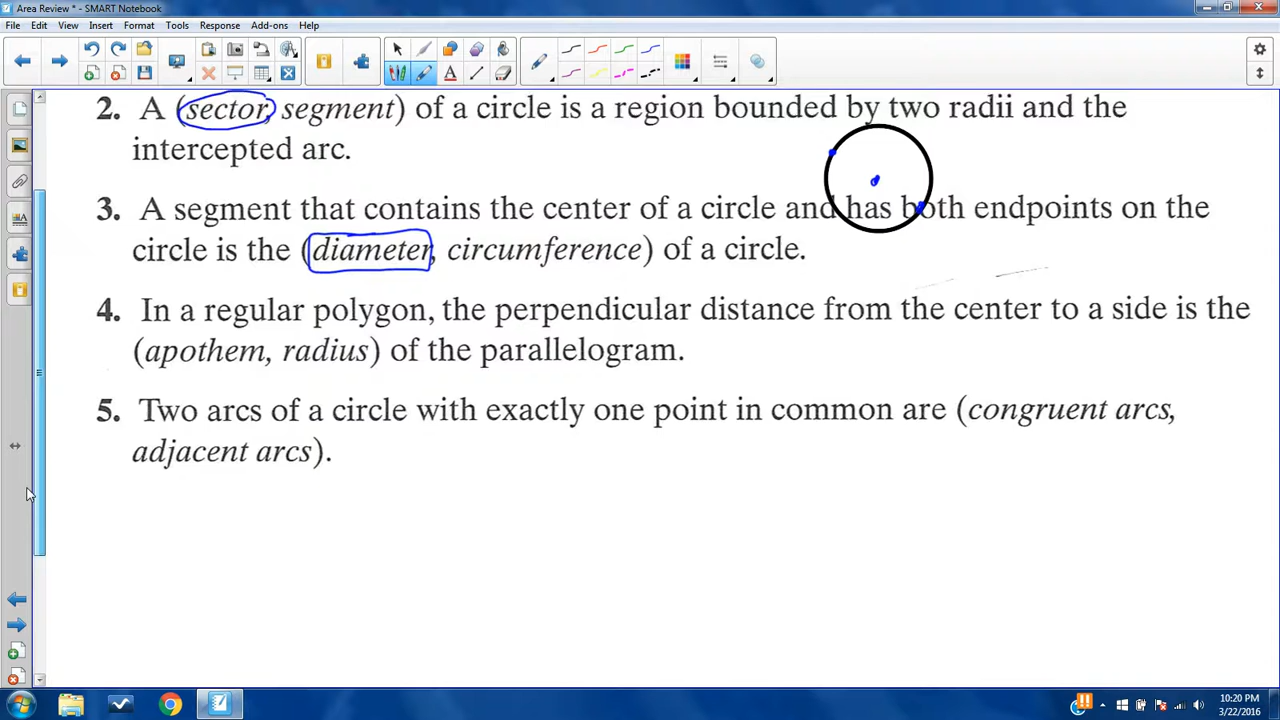 Area Review * - SMART Notebook
File Edit View Insert Format Tools Response Add-ons Help
2. A (sector, segment) of a circle is a region bounded by two radii and the
intercepted arc.
3. A segment that contains the center of a circle and has both endpoints on the
circle is the (diameter, circumference) of a circle.
4. In a regular polygon, the perpendicular distance from the center to a side is the
(apothem, radius) of the parallelogram.
5. Two arcs of a circle with exactly one point in common are (congruent arcs,
adjacent arcs).
10:20 PM
3/22/2016